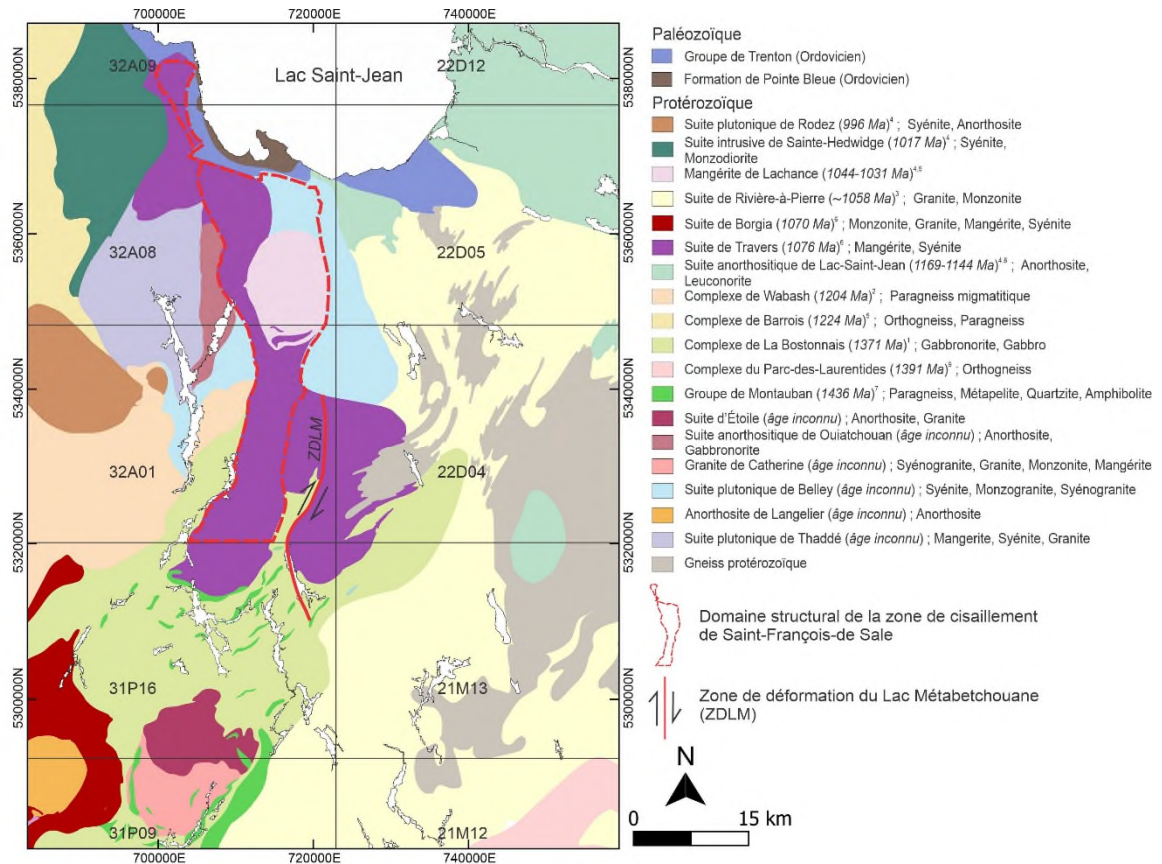 700000E 720000E 740000E
5380000N
5360000N
5340000N
5320000N
5300000N
32A09
Lac Saint-Jean
22D12
32A08
22D05
ZDLM
32A01
22D04
31P16
21M13
31P09
21M12
5380000N
5360000N
5340000N
5320000N
5300000N
700000E 720000E 740000E
Paléozoïque
Groupe de Trenton (Ordovicien)
Formation de Pointe Bleue (Ordovicien)
Protérozoïque
Suite plutonique de Rodez (996 Ma)⁴ ; Syénite, Anorthosite
Suite intrusive de Sainte-Hedwidge (1017 Ma)⁴ ; Syénite,
Monzodiorite
Mangérite de Lachance (1044-1031 Ma)
Suite de Rivière-à-Pierre (~1058 Ma)³ ; Granite, Monzonite
Suite de Borgia (1070 Ma)⁵ ; Monzonite, Granite, Mangérite, Syénite
Suite de Travers (1076 Ma)⁶ ; Mangérite, Syénite
Suite anorthositique de Lac-Saint-Jean (1169-1144 Ma) ; Anorthosite,
Leuconorite
Complexe de Wabash (1204 Ma)² ; Paragneiss migmatitique
Complexe de Barrois (1224 Ma)⁵ ; Orthogneiss, Paragneiss
Complexe de La Bostonnais (1371 Ma)¹ ; Gabbronorite, Gabbro
Complexe du Parc-des-Laurentides (1391 Ma) ; Orthogneiss
Groupe de Montauban (1436 Ma)⁷ ; Paragneiss, Métapelite, Quartzite, Amphibolite
Suite d'Étoile (âge inconnu) ; Anorthosite, Granite
Suite anorthositique de Ouiatchouan (âge inconnu) ; Anorthosite,
Gabbronorite
Granite de Catherine (âge inconnu) ; Syénogranite, Granite, Monzonite, Mangérite
Suite plutonique de Belley (âge inconnu) ; Syénite, Monzogranite, Syénogranite
Anorthosite de Langelier (âge inconnu) ; Anorthosite
Suite plutonique de Thaddé (âge inconnu) ; Mangerite, Syénite, Granite
Gneiss protérozoïque
Domaine structural de la zone de cisaillement
de Saint-François-de Sale
Zone de déformation du Lac Métabetchouane
(ZDLM)
N
0 15 km